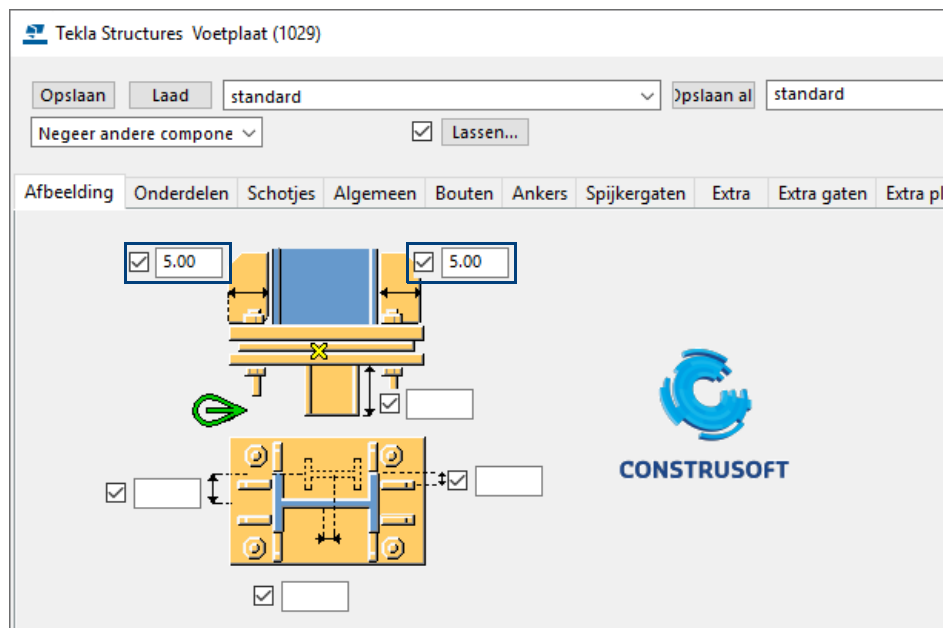 Tekla Structures Voetplaat (1029)
Opslaan Laad standard Opslaan al standard
Negeer andere compone Lassen...
Afbeelding Onderdelen Schotjes Algemeen Bouten Ankers Spijkergaten Extra Extra gaten Extra pl
5.00 5.00
CONSTRUSOFT